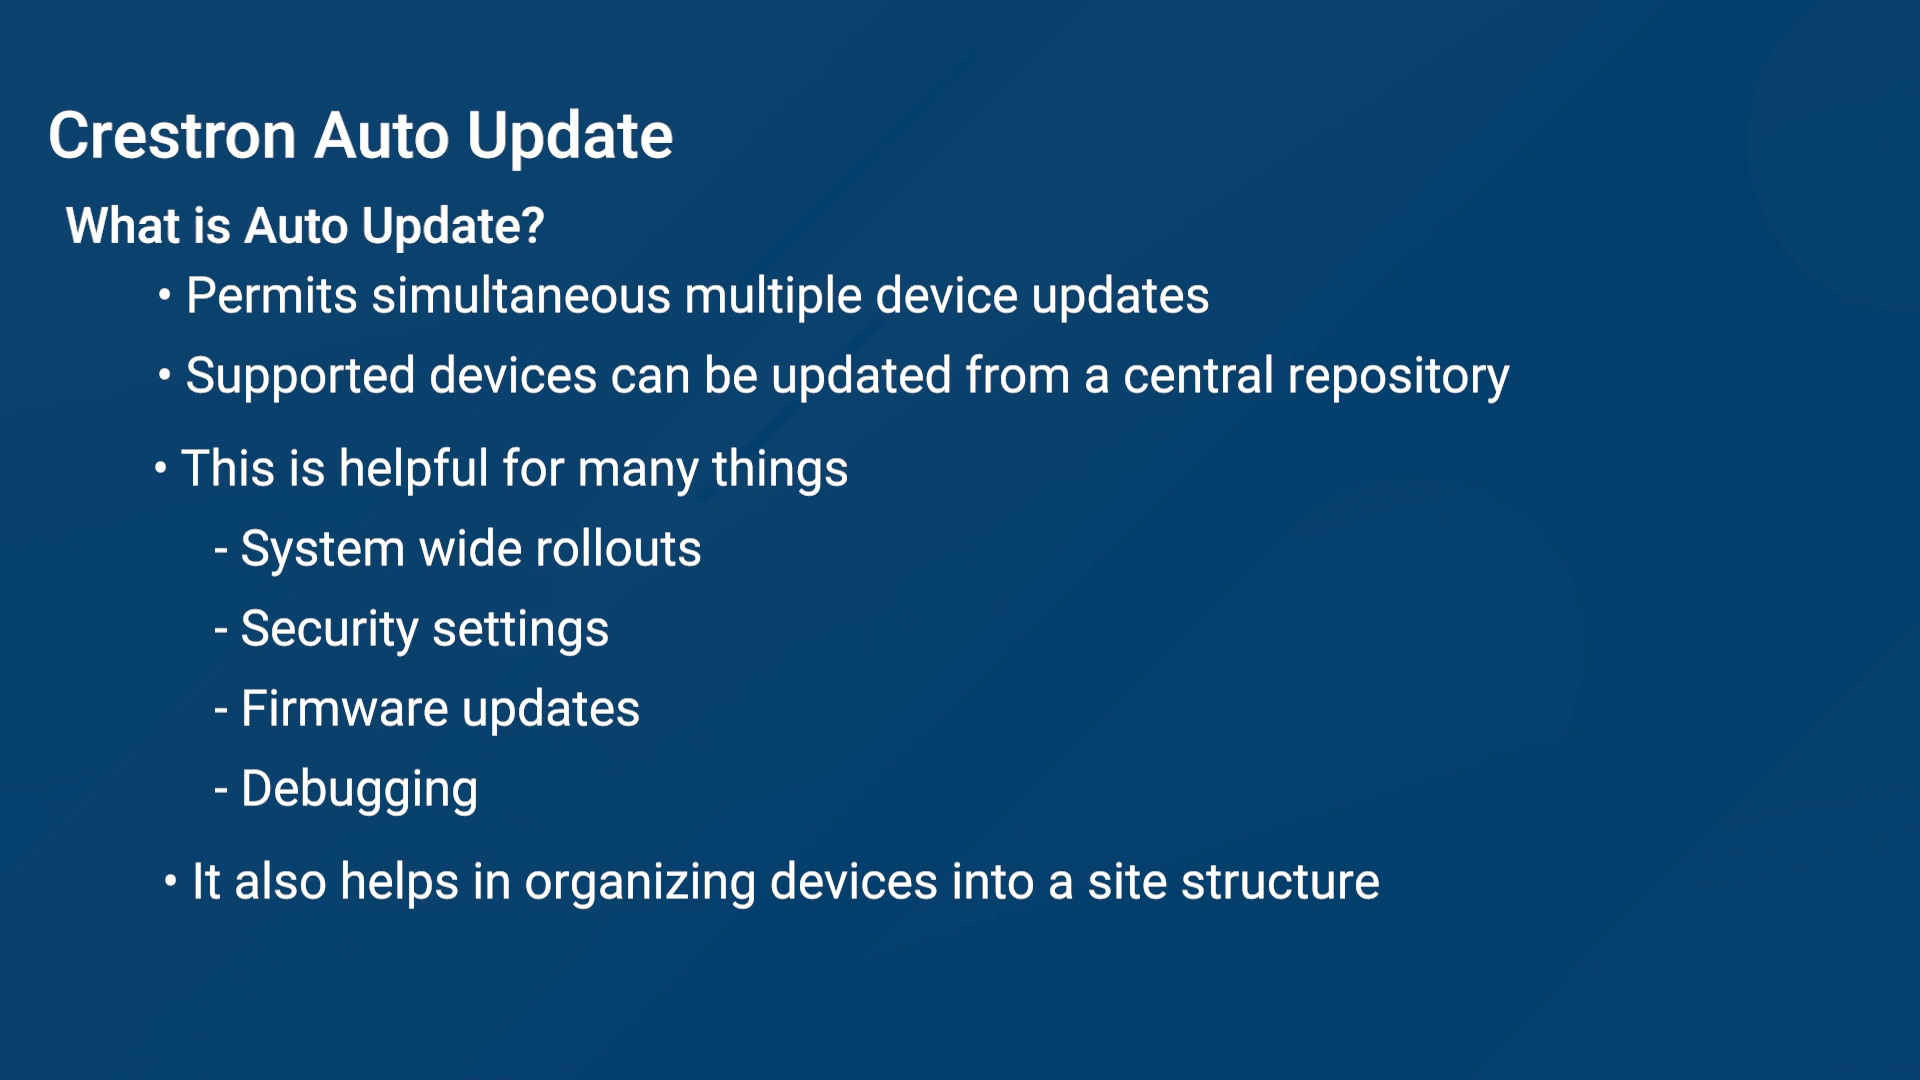 Crestron Auto Update
What is Auto Update?
• Permits simultaneous multiple device updates
• Supported devices can be updated from a central repository
• This is helpful for many things
- System wide rollouts
- Security settings
- Firmware updates
- Debugging
• It also helps in organizing devices into a site structure